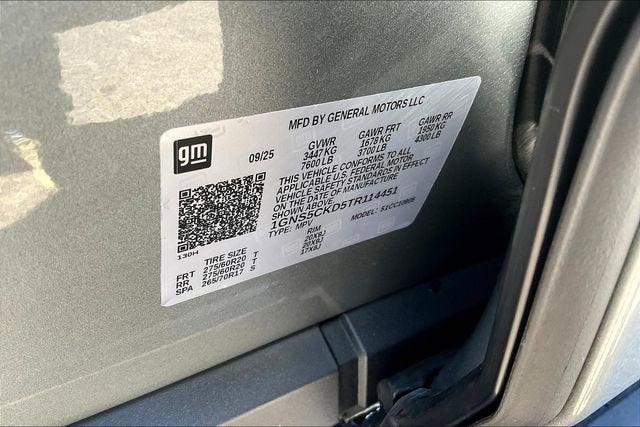 MFD BY GENERAL MOTORS LLC
gm
09/25
GVWR GAWR FRT GAWR RR
3447 KG 1678 KG 1950 KG
7600 LB 3700 LB 4300 LB
THIS VEHICLE CONFORMS TO ALL
APPLICABLE U.S. FEDERAL MOTOR
VEHICLE SAFETY STANDARDS IN EFFECT
ON THE DATE OF MANUFACTURE
SHOWN ABOVE.
1GNS5CKD5TR114451
TYPE: MPV MODEL: 51CC10906
130H
TIRE SIZE RIM
FRT 275/60R20 T 20X9J
RR 275/60R20 T 20X9J
SPA 265/70R17 S 17X8J